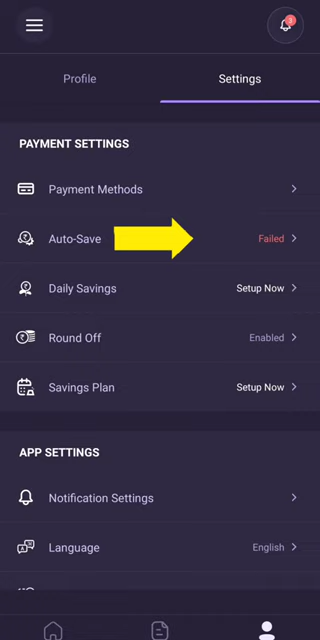 3
Profile
Settings
PAYMENT SETTINGS
Payment Methods
Auto-Save Failed
Daily Savings Setup Now
Round Off Enabled
Savings Plan Setup Now
APP SETTINGS
Notification Settings
Language English